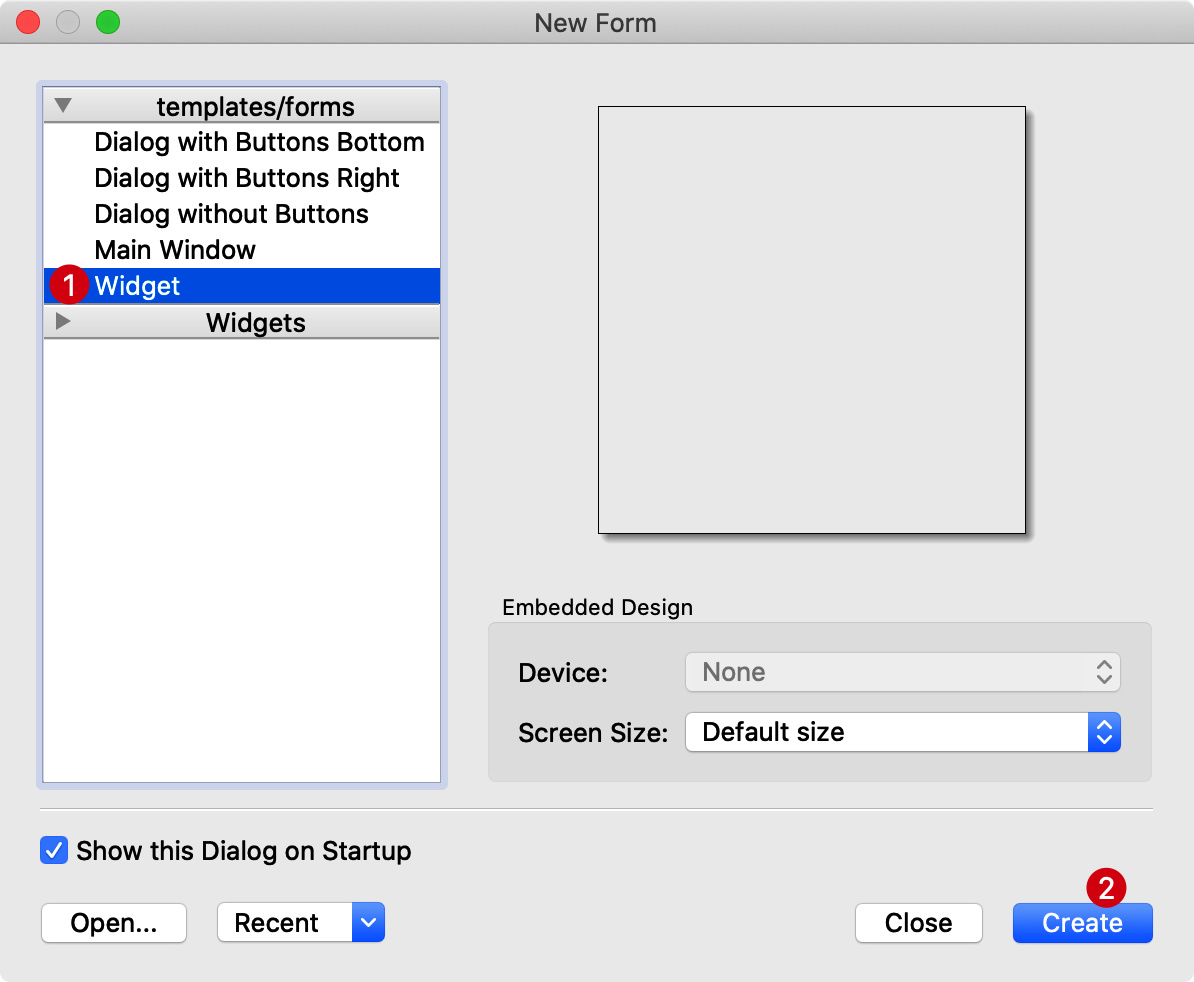 New Form
templates/forms
Dialog with Buttons Bottom
Dialog with Buttons Right
Dialog without Buttons
Main Window
1 Widget
Widgets
Embedded Design
Device: None
Screen Size: Default size
Show this Dialog on Startup
2
Open... Recent Close Create